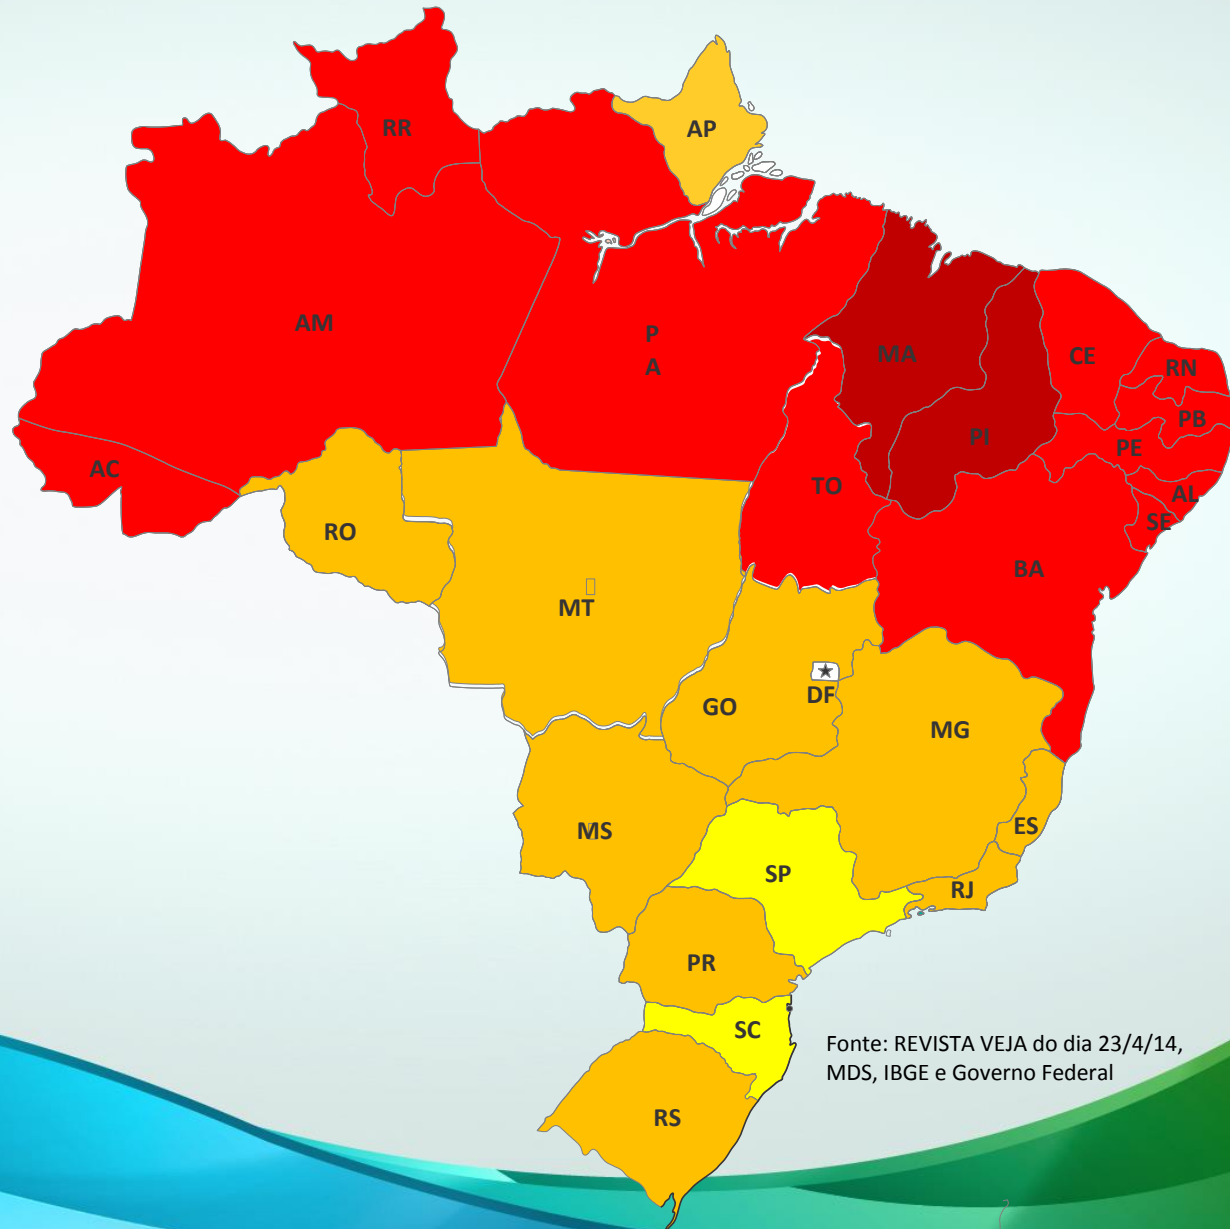 RR
AP
AM
P
A
MA
CE
RN
PB
PI
PE
AC
TO
AL
SE
RO
BA
MT
GO
DF
MG
MS
ES
SP
RJ
PR
SC
RS
Fonte: REVISTA VEJA do dia 23/4/14,
MDS, IBGE e Governo Federal